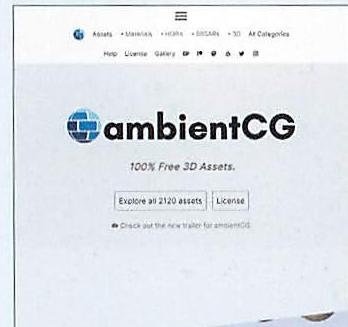 Assets • Materials • HDRIs • SBSARs • 3D All Categories
Help License Gallery
ambientCG
100% Free 3D Assets.
Explore all 2120 assets License
Check out the new trailer for ambientCG